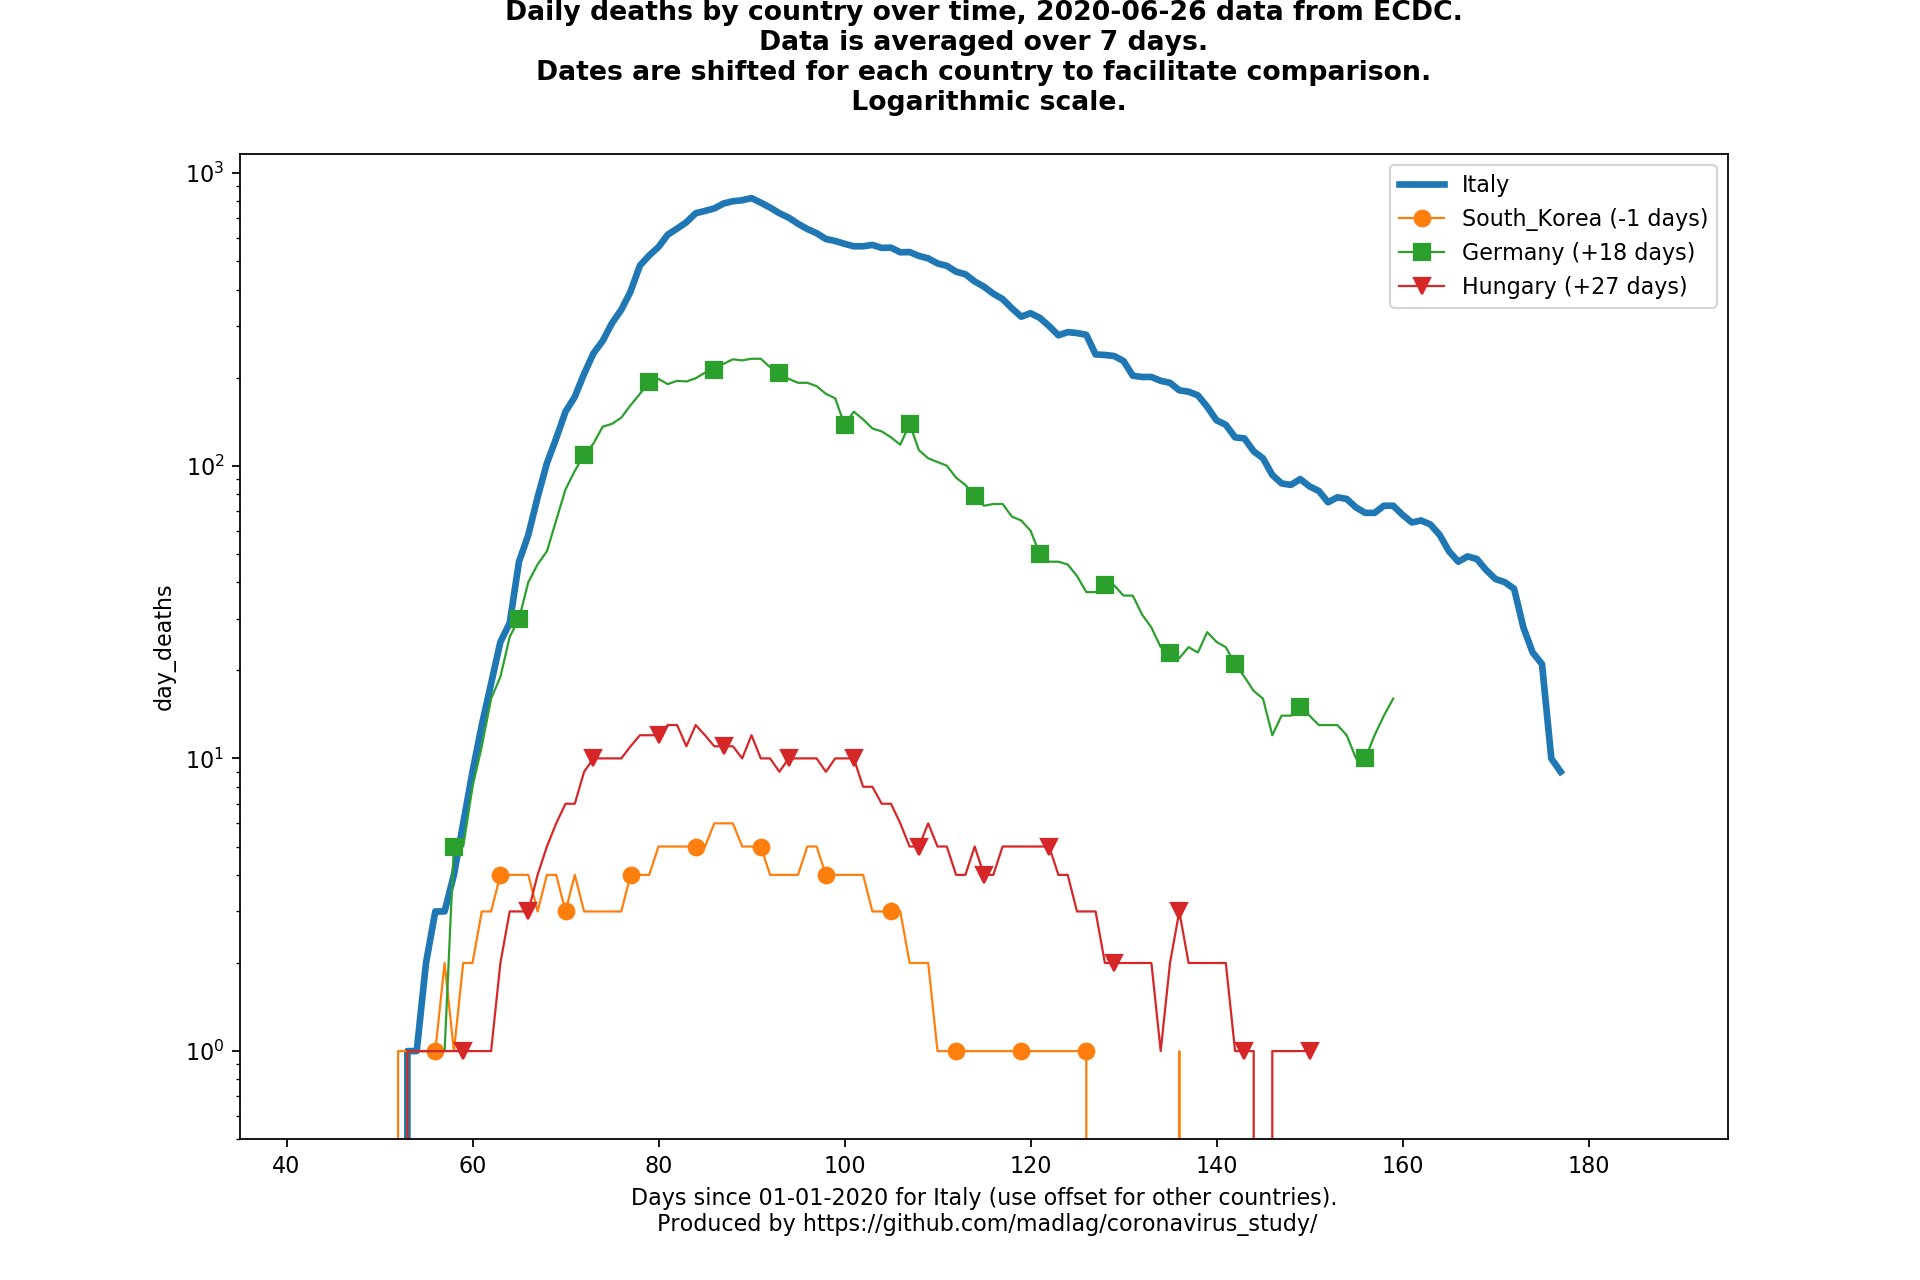 Daily deaths by country over time, 2020-06-26 data from ECDC.
Data is averaged over 7 days.
Dates are shifted for each country to facilitate comparison.
Logarithmic scale.
Italy
South_Korea (-1 days)
Germany (+18 days)
Hungary (+27 days)
day_deaths
10³
10²
10¹
10⁰
40 60 80 100 120 140 160 180
Days since 01-01-2020 for Italy (use offset for other countries).
Produced by https://github.com/madlag/coronavirus_study/